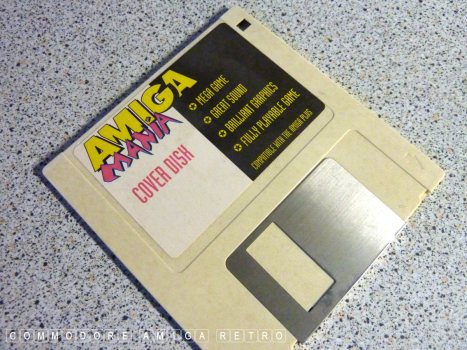 AMIGA
MANIA
COVER DISK
MEGA GAME
GREAT SOUND
BRILLIANT GRAPHICS
FULLY PLAYABLE GAME
COMPATIBLE WITH THE AMIGA PLUS
COMMODORE AMIGA RETRO